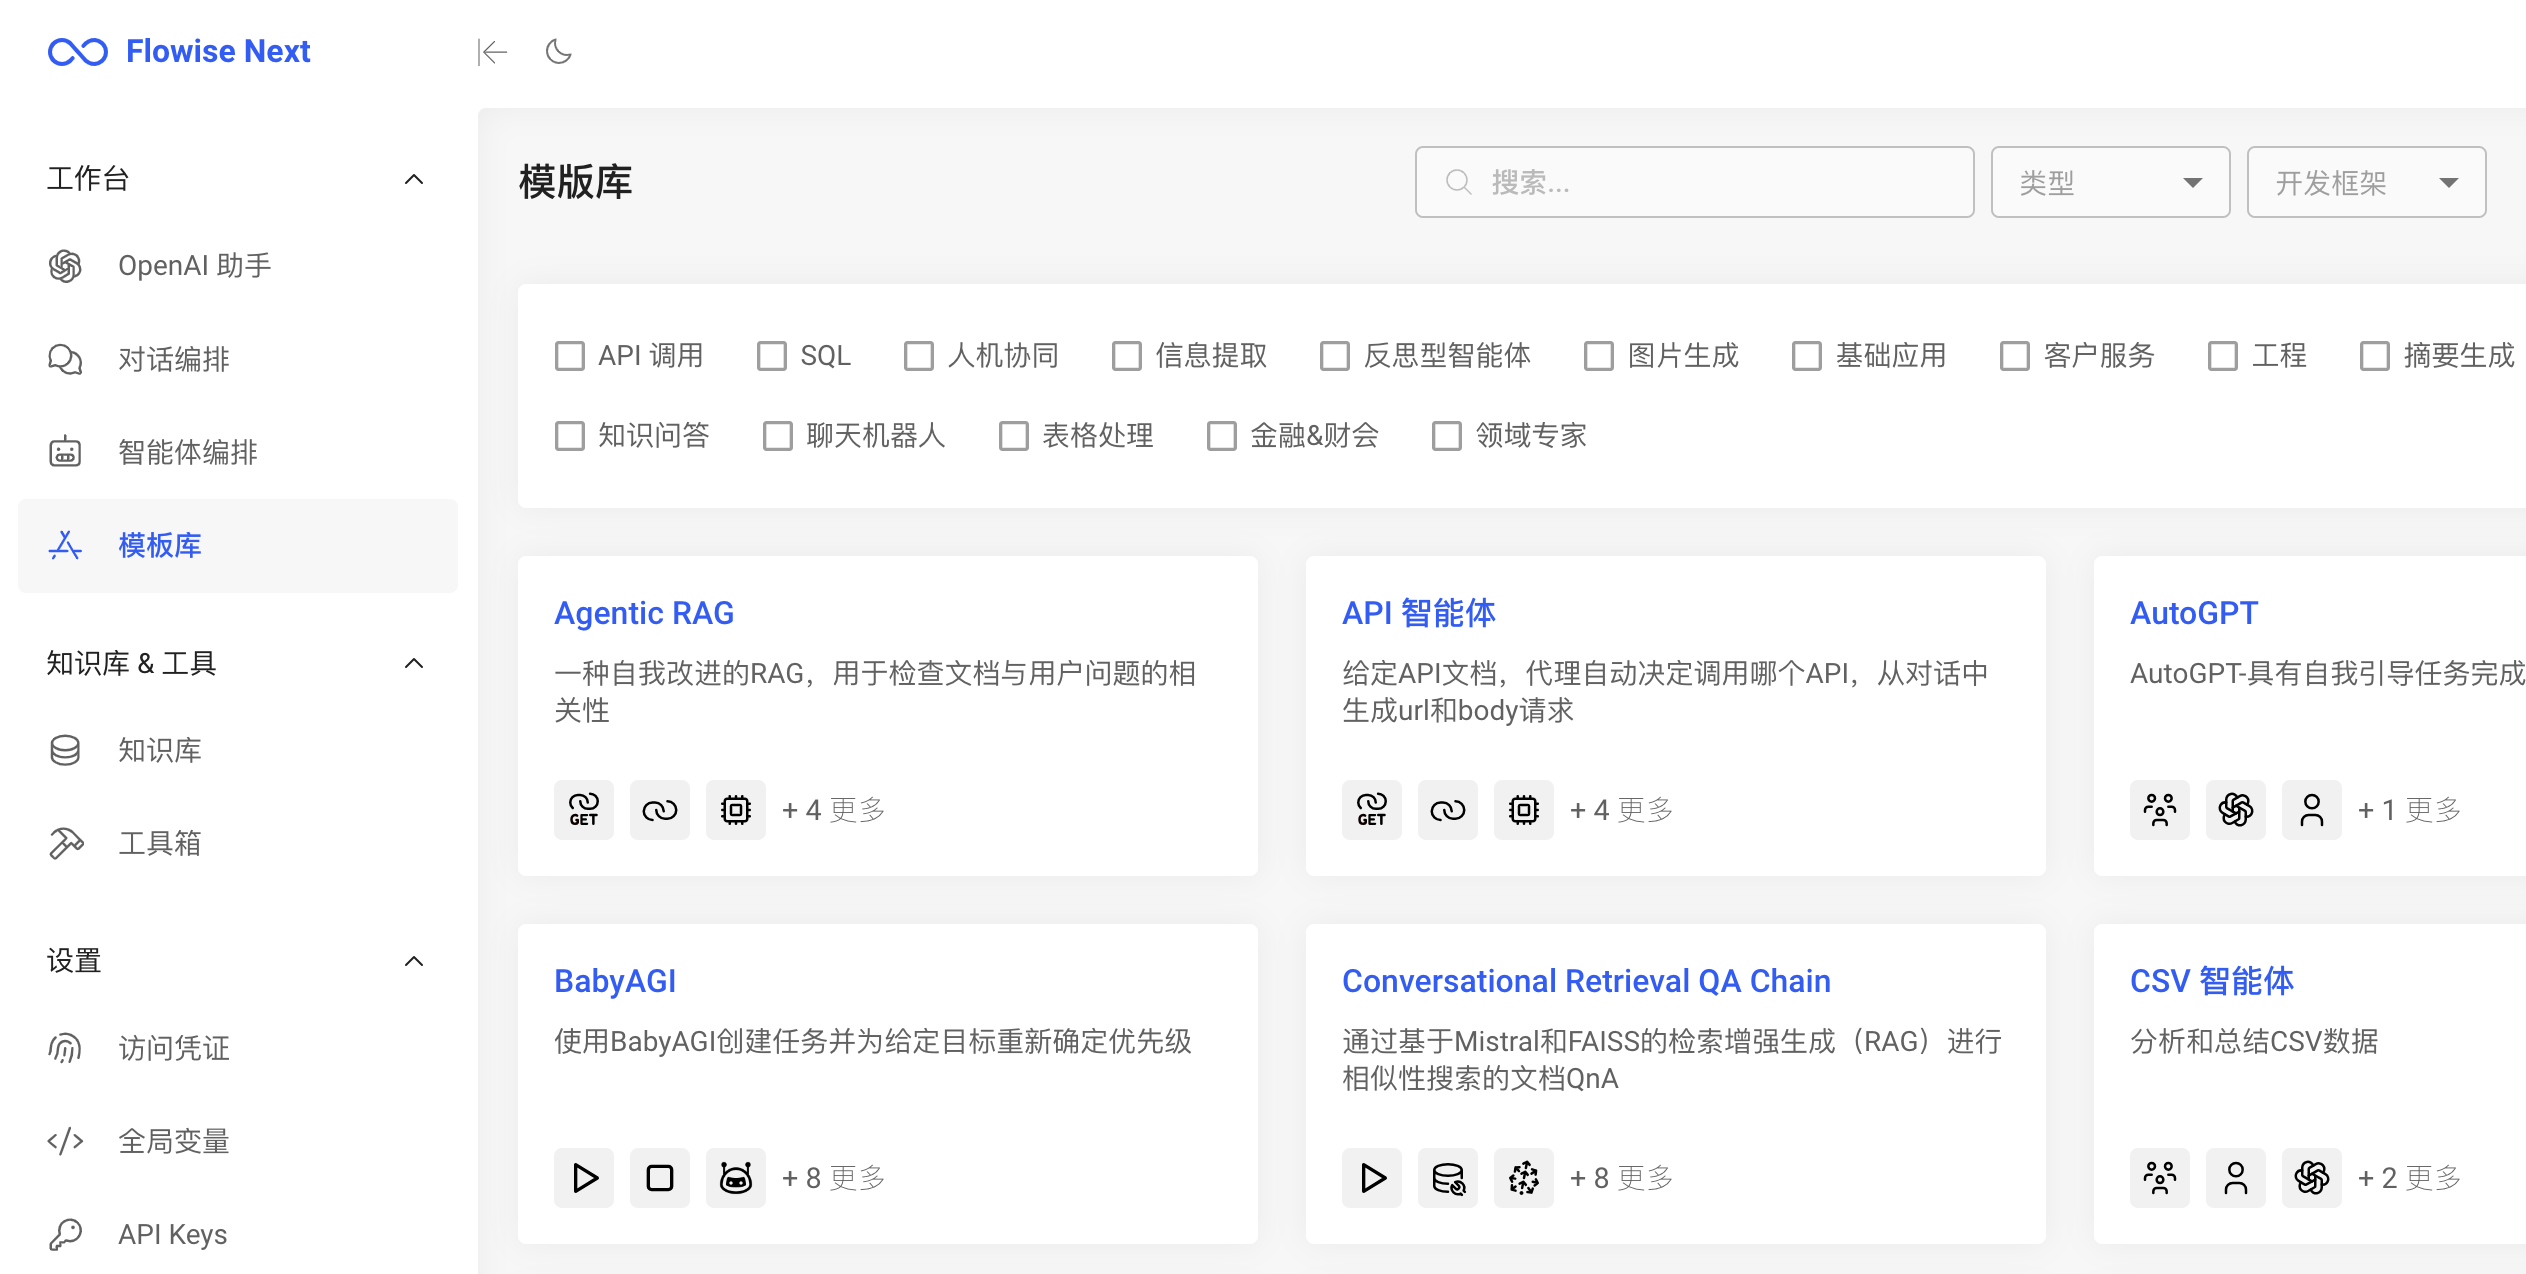 Flowise Next
工作台
OpenAI 助手
对话编排
智能体编排
模板库
知识库 & 工具
知识库
工具箱
设置
访问凭证
全局变量
API Keys
模版库
搜索...
类型
开发框架
API 调用 SQL 人机协同 信息提取 反思型智能体 图片生成 基础应用 客户服务 工程 摘要生成
知识问答 聊天机器人 表格处理 金融&财会 领域专家
Agentic RAG
一种自我改进的RAG，用于检查文档与用户问题的相
关性
GET
+ 4 更多
API 智能体
给定API文档，代理自动决定调用哪个API，从对话中
生成url和body请求
GET
+ 4 更多
AutoGPT
AutoGPT-具有自我引导任务完成
+ 1 更多
BabyAGI
使用BabyAGI创建任务并为给定目标重新确定优先级
+ 8 更多
Conversational Retrieval QA Chain
通过基于Mistral和FAISS的检索增强生成（RAG）进行
相似性搜索的文档QnA
+ 8 更多
CSV 智能体
分析和总结CSV数据
+ 2 更多